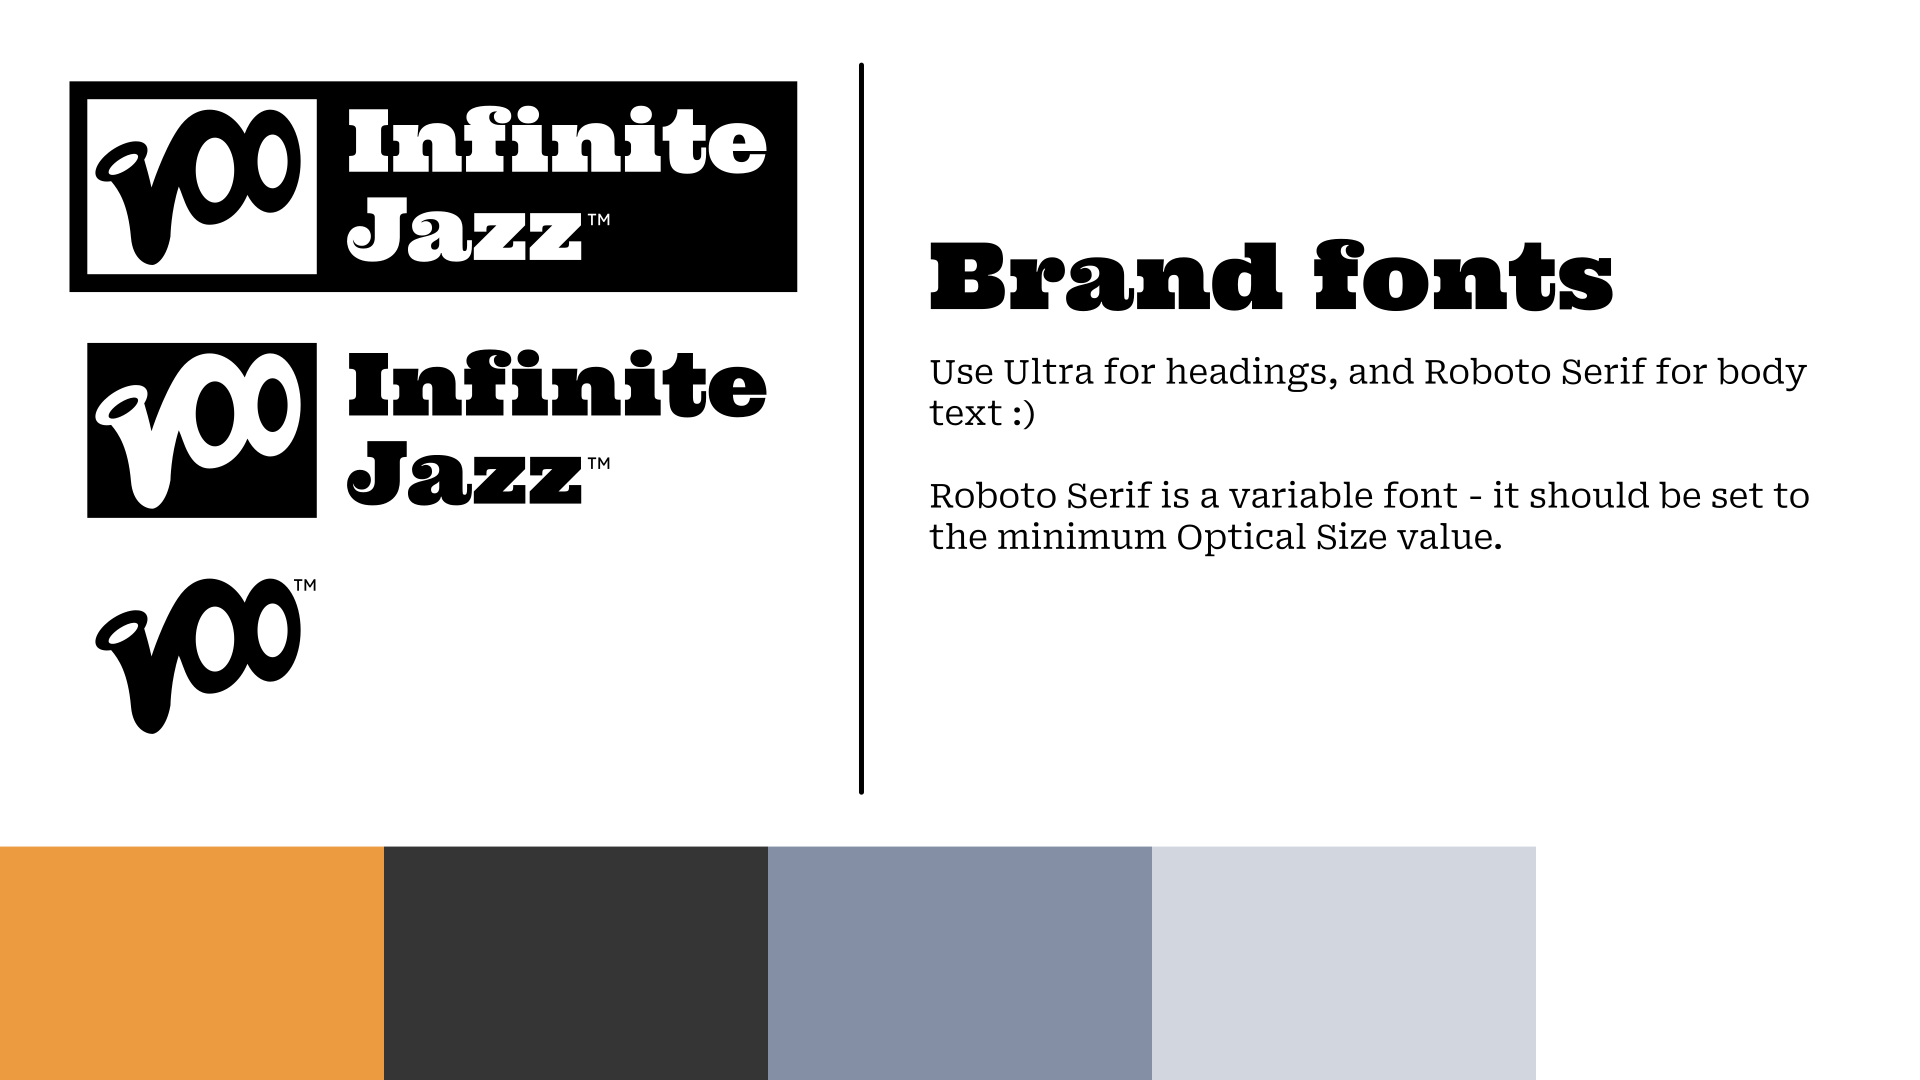 Infinite
Jazz™
Infinite
Jazz™
™
Brand fonts
Use Ultra for headings, and Roboto Serif for body
text :)
Roboto Serif is a variable font - it should be set to
the minimum Optical Size value.